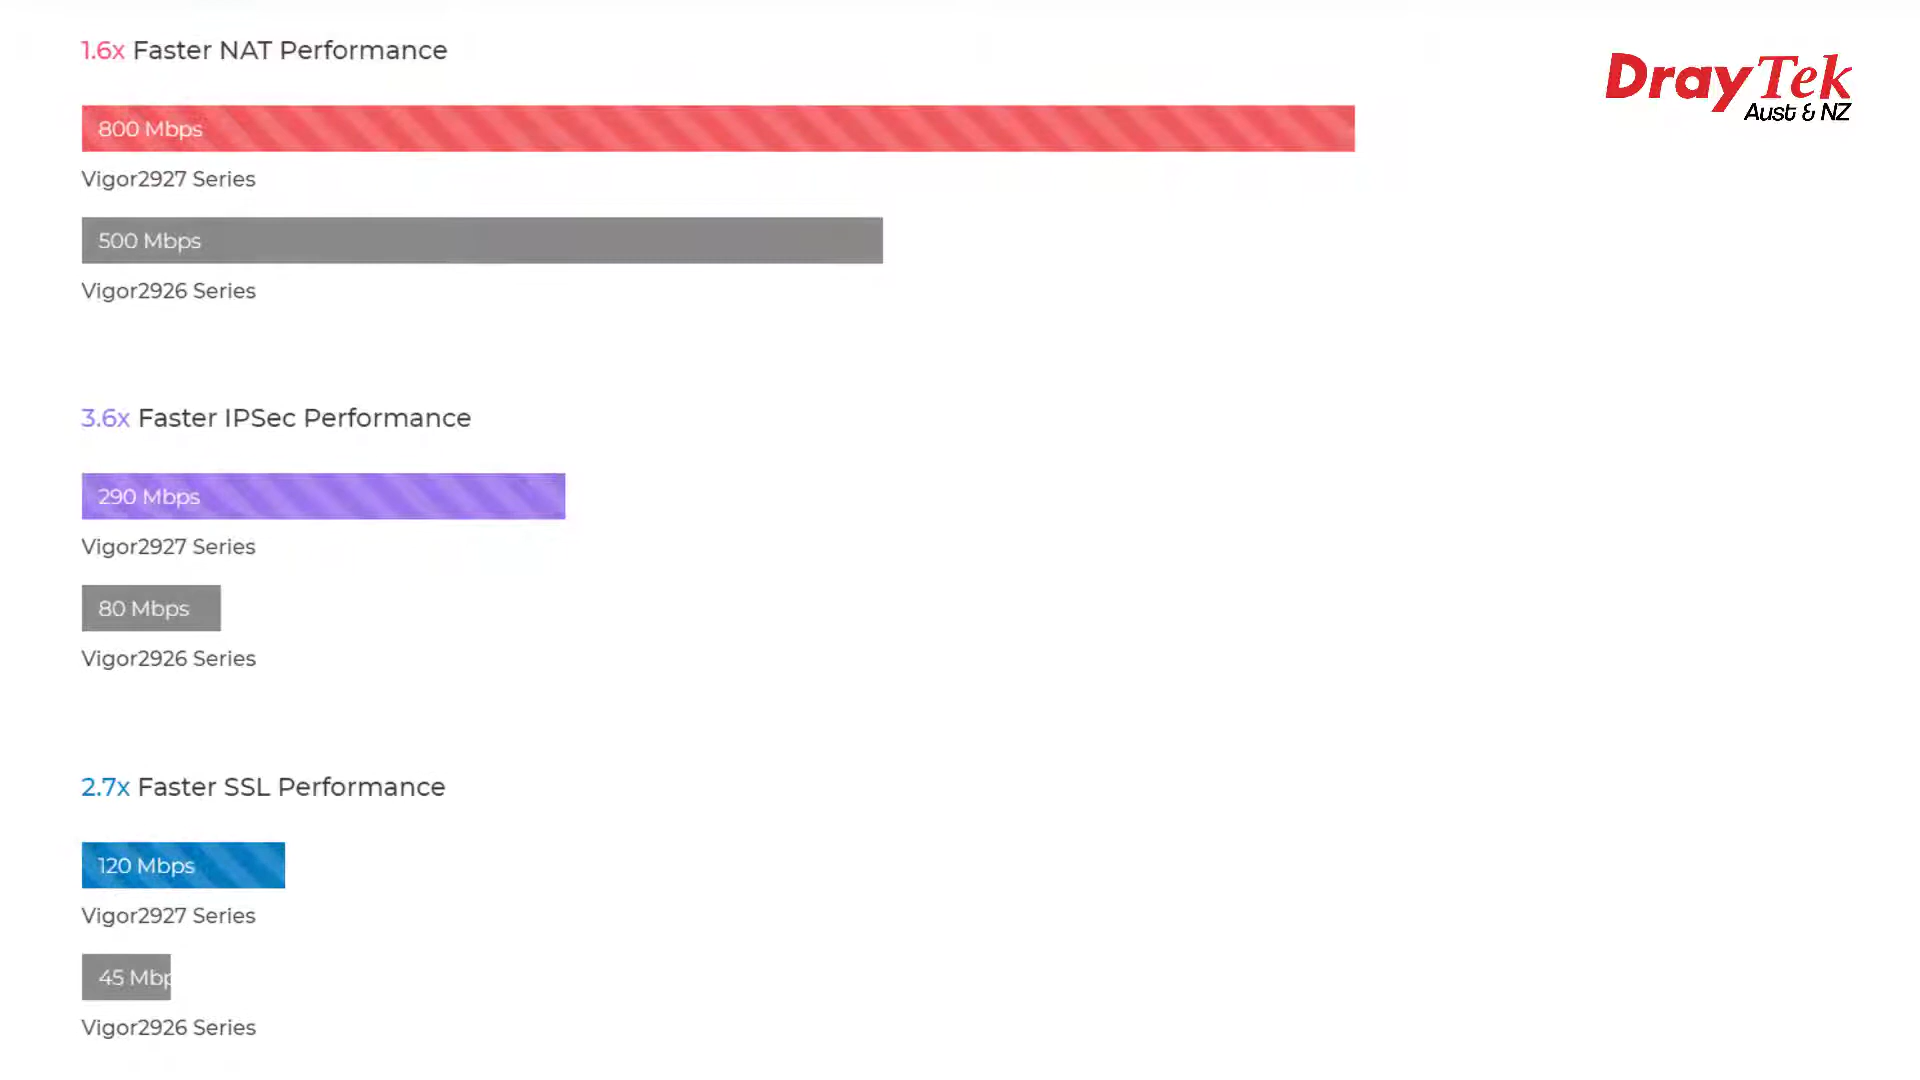 1.6x Faster NAT Performance
DrayTek
Aust & NZ
800 Mbps
Vigor2927 Series
500 Mbps
Vigor2926 Series
3.6x Faster IPSec Performance
290 Mbps
Vigor2927 Series
80 Mbps
Vigor2926 Series
2.7x Faster SSL Performance
120 Mbps
Vigor2927 Series
45 Mbp
Vigor2926 Series